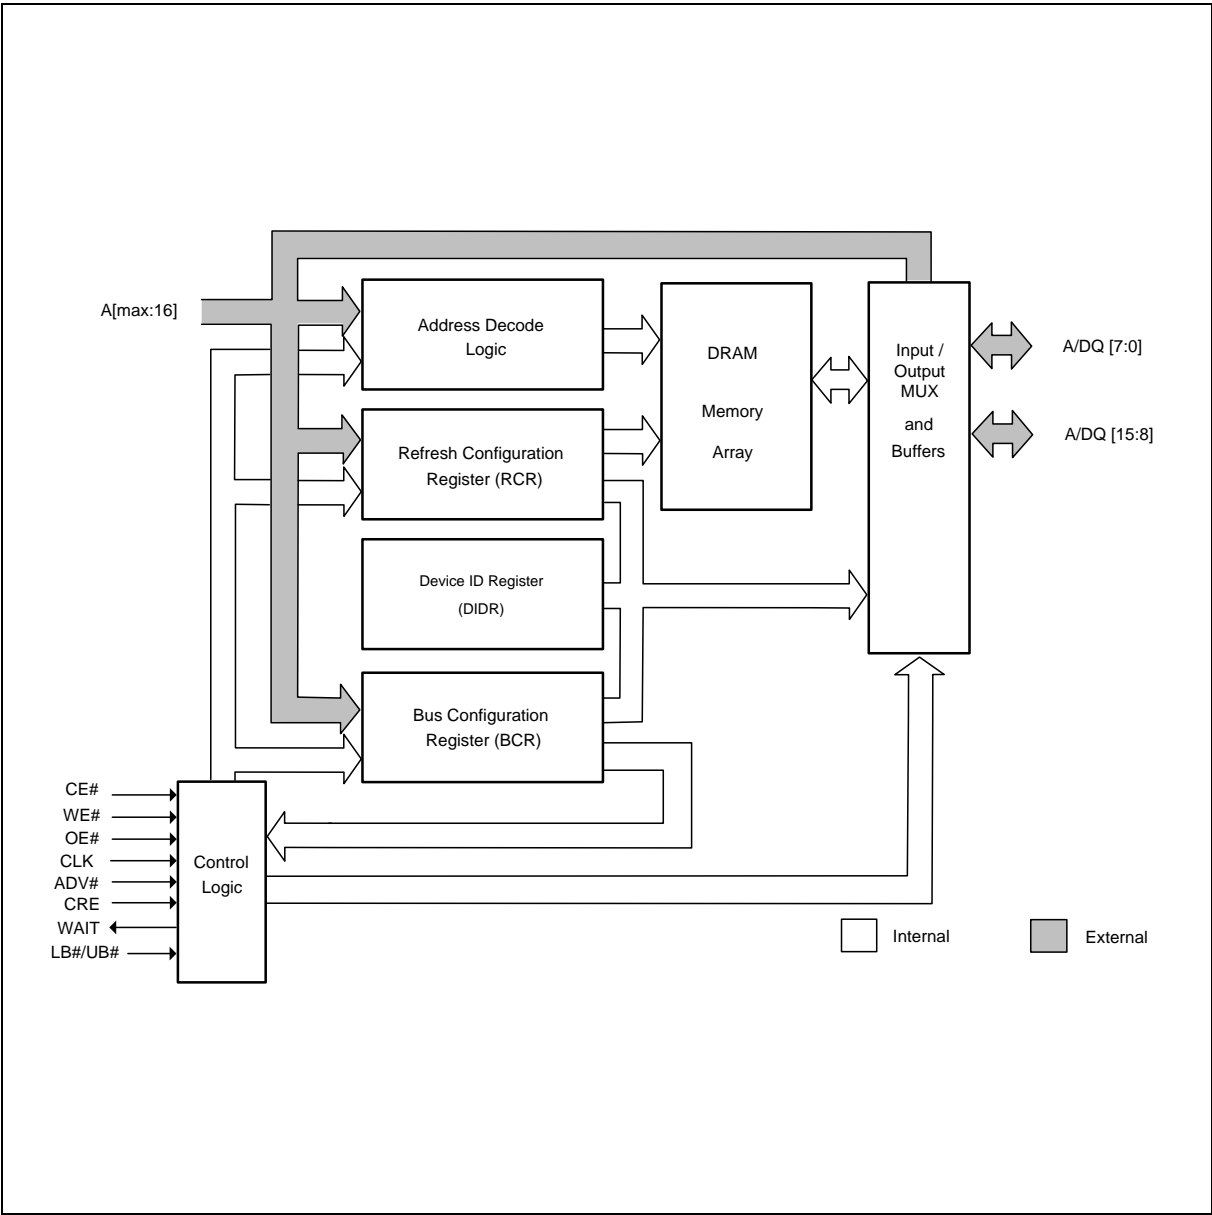 A[max:16]
Address Decode
Logic
DRAM
Memory
Array
Input /
Output
MUX
and
Buffers
A/DQ [7:0]
A/DQ [15:8]
Refresh Configuration
Register (RCR)
Device ID Register
(DIDR)
Bus Configuration
Register (BCR)
CE#
WE#
OE#
CLK
ADV#
CRE
WAIT
LB#/UB#
Control
Logic
Internal
External